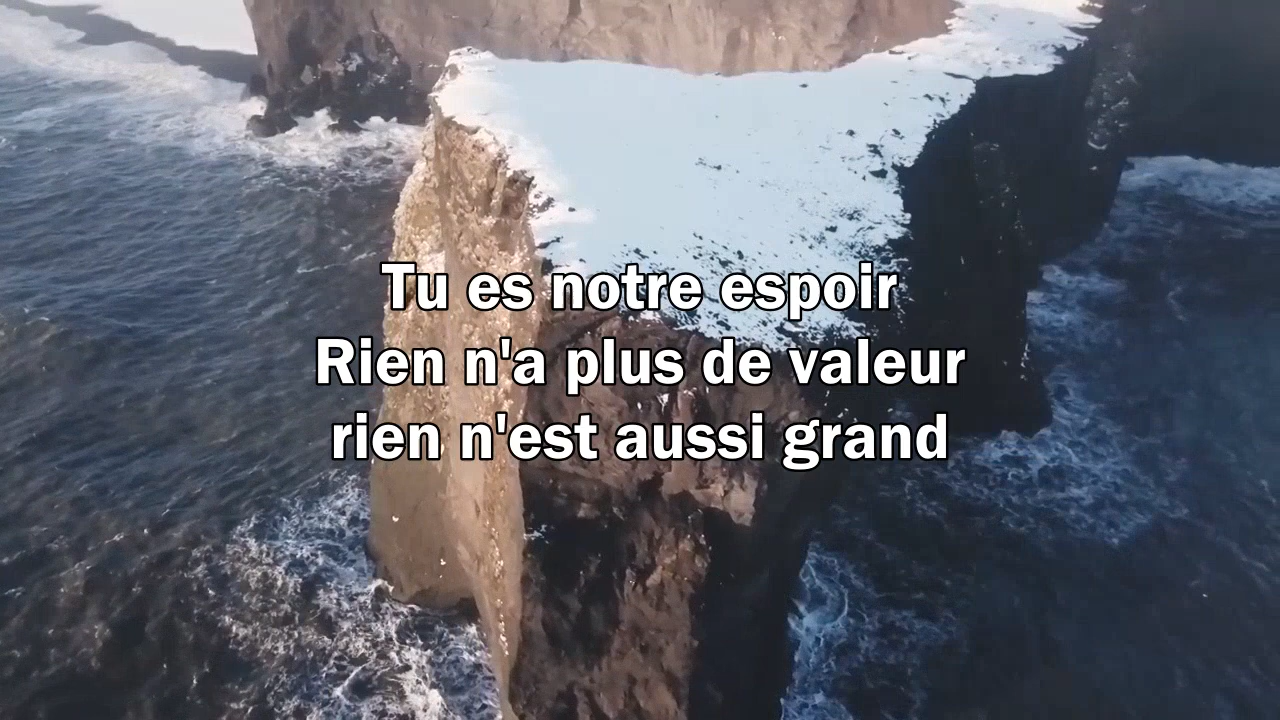 Tu es notre espoir
Rien n'a plus de valeur
rien n'est aussi grand